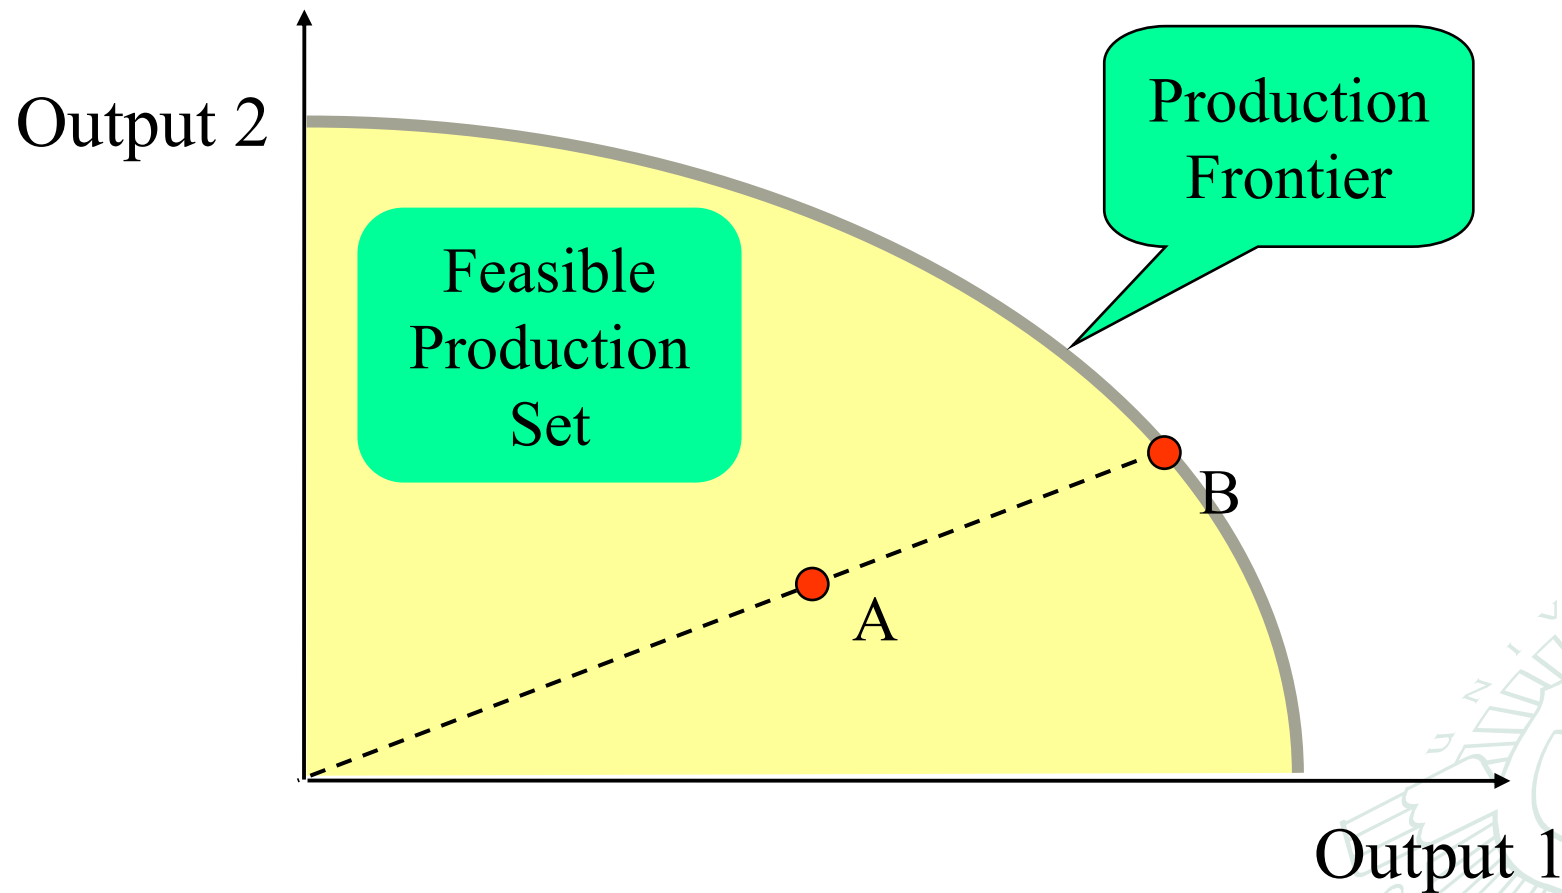 Output 2
Production
Frontier
Feasible
Production
Set
B
A
Output 1